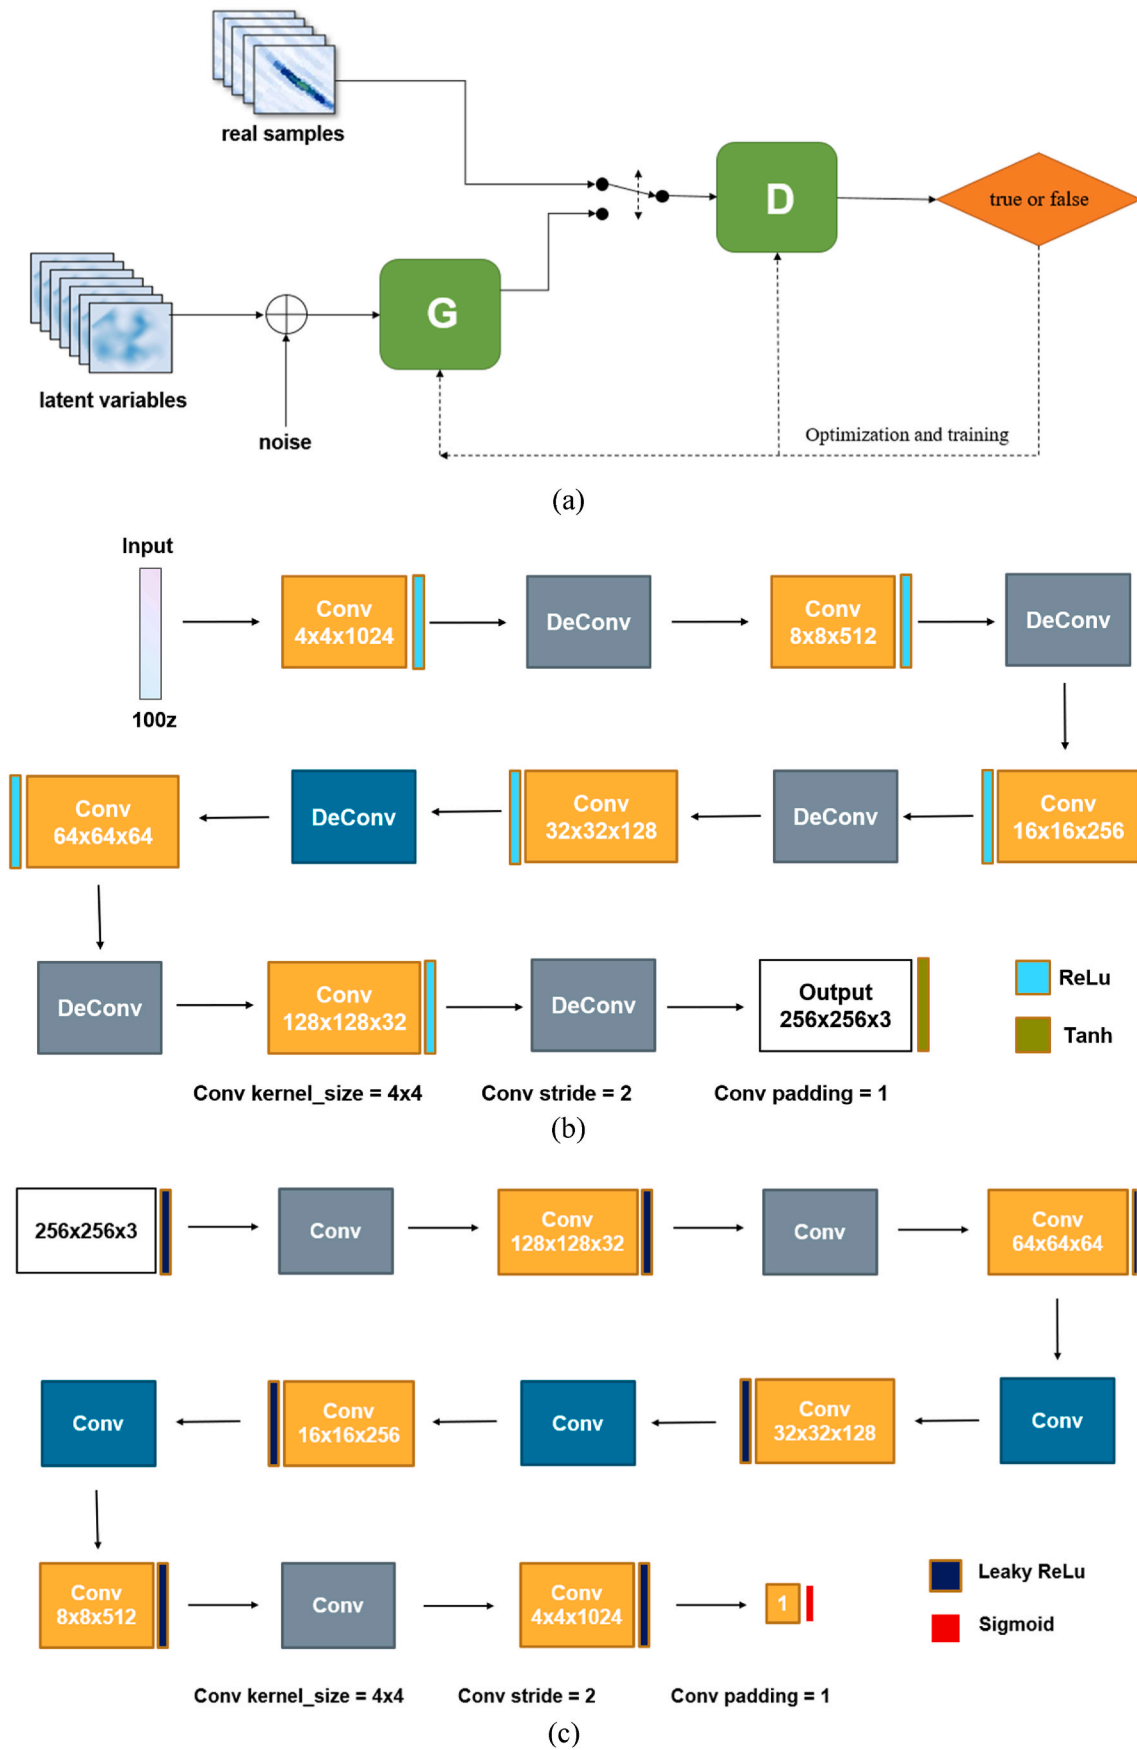 real samples
D
true or false
G
latent variables
noise
Optimization and training
(a)
Input
100z
Conv
4x4x1024
DeConv
Conv
8x8x512
DeConv
Conv
64x64x64
DeConv
Conv
32x32x128
DeConv
Conv
16x16x256
DeConv
Conv
128x128x32
DeConv
Output
256x256x3
ReLu
Tanh
Conv kernel_size = 4x4
Conv stride = 2
Conv padding = 1
(b)
256x256x3
Conv
Conv
128x128x32
Conv
Conv
64x64x64
Conv
Conv
16x16x256
Conv
Conv
32x32x128
Conv
Conv
8x8x512
Conv
Conv
4x4x1024
1
Leaky ReLu
Sigmoid
Conv kernel_size = 4x4
Conv stride = 2
Conv padding = 1
(c)